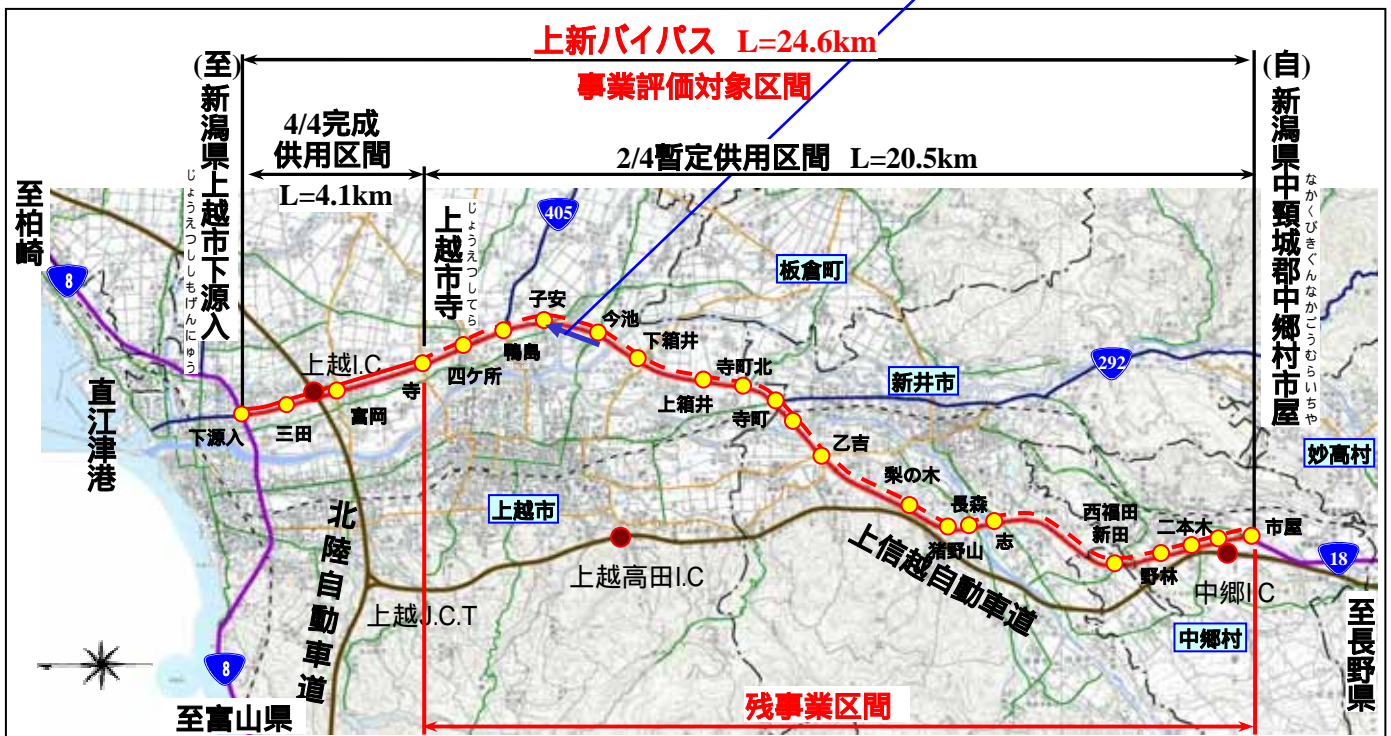 上新バイパス L=24.6km
事業評価対象区間
(至)新潟県上越市下源入
じょうえつししもげんにゅう
(自)新潟県中頸城郡中郷村市屋
なかくびきぐんなかごうむらいちや
4/4完成
供用区間
L=4.1km
2/4暫定供用区間 L=20.5km
至柏崎
8
405
上越市寺
じょうえつしてら
板倉町
子安
今池
下箱井
鴨島
四ケ所
寺
上箱井
寺町北
寺町
新井市
292
上越I.C
富岡
三田
下源入
直江津港
乙吉
梨の木
長森
志
猪野山
西福田
新田
野林
二本木
市屋
妙高村
18
上越市
上越高田I.C
上信越自動車道
中郷I.C
中郷村
至長野県
北陸自動車道
上越J.C.T
8
至富山県
残事業区間